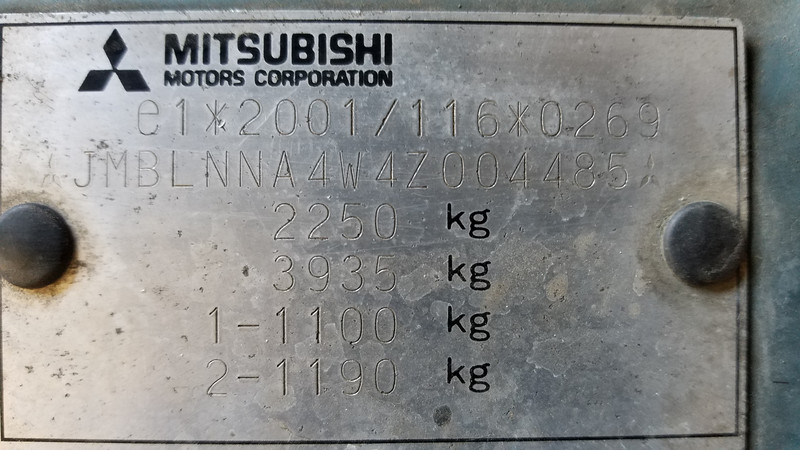 MITSUBISHI
MOTORS CORPORATION
e1*2001/116*0269
JMBLNNA4W4Z004485
2250 kg
3935 kg
1-1100 kg
2-1190 kg